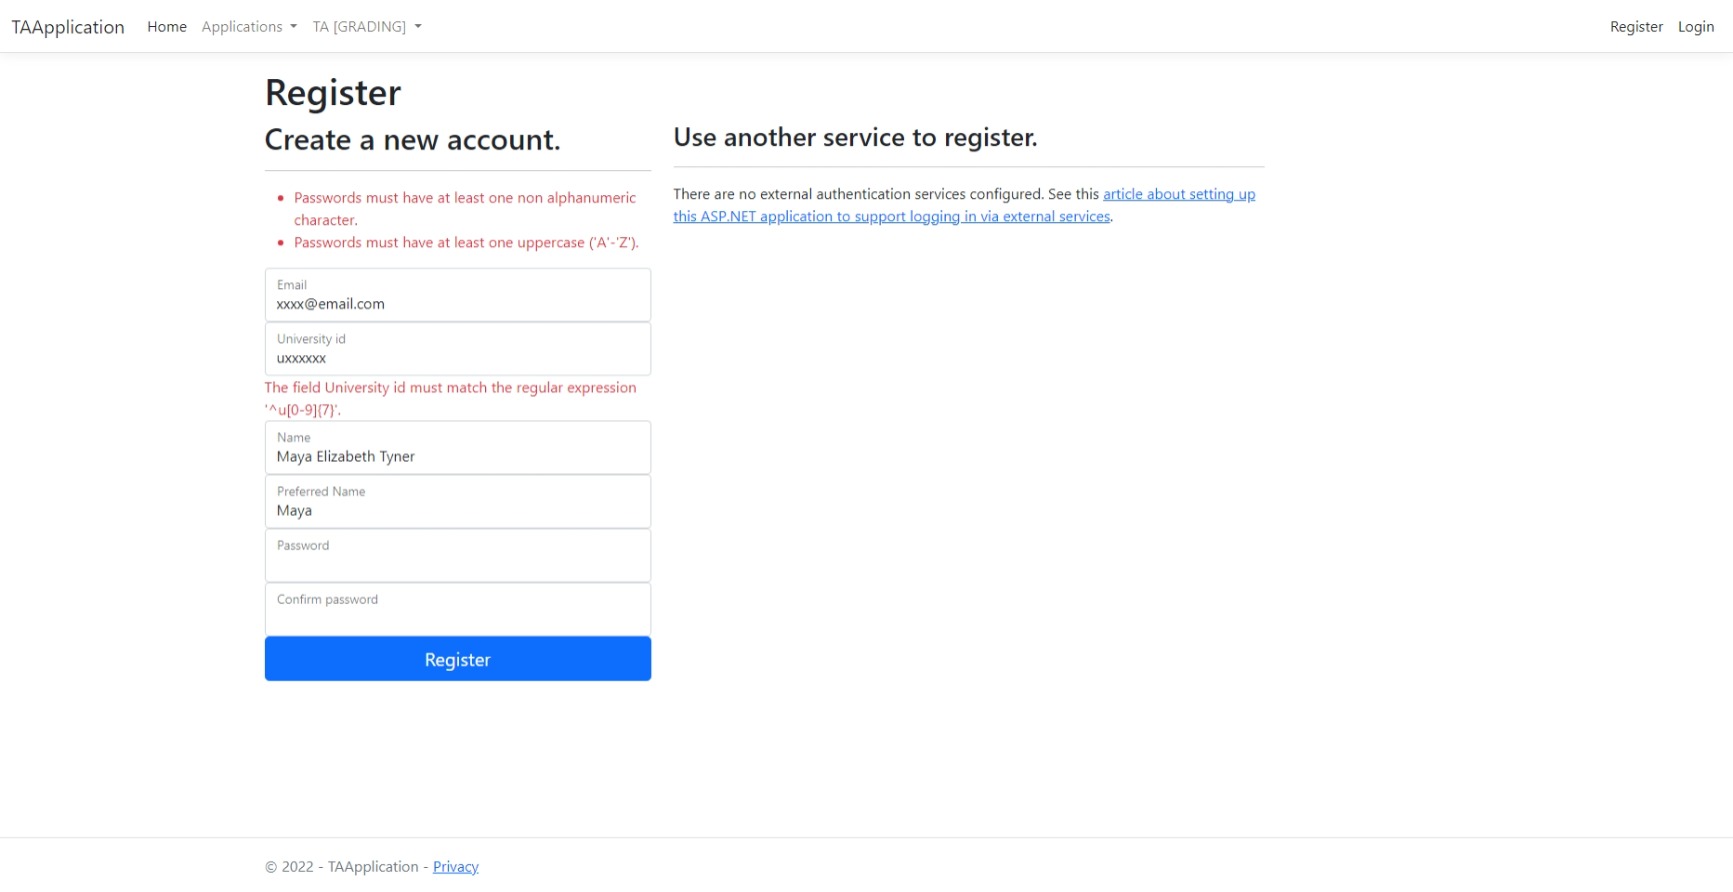 TAApplication Home Applications TA [GRADING] Register Login
Register
Create a new account.
Passwords must have at least one non alphanumeric
character.
Passwords must have at least one uppercase ('A'-'Z').
Email
xxxx@email.com
University id
uxxxxxx
The field University id must match the regular expression
'^u[0-9]{7}'.
Name
Maya Elizabeth Tyner
Preferred Name
Maya
Password
Confirm password
Register
Use another service to register.
There are no external authentication services configured. See this article about setting up
this ASP.NET application to support logging in via external services.
© 2022 - TAApplication - Privacy